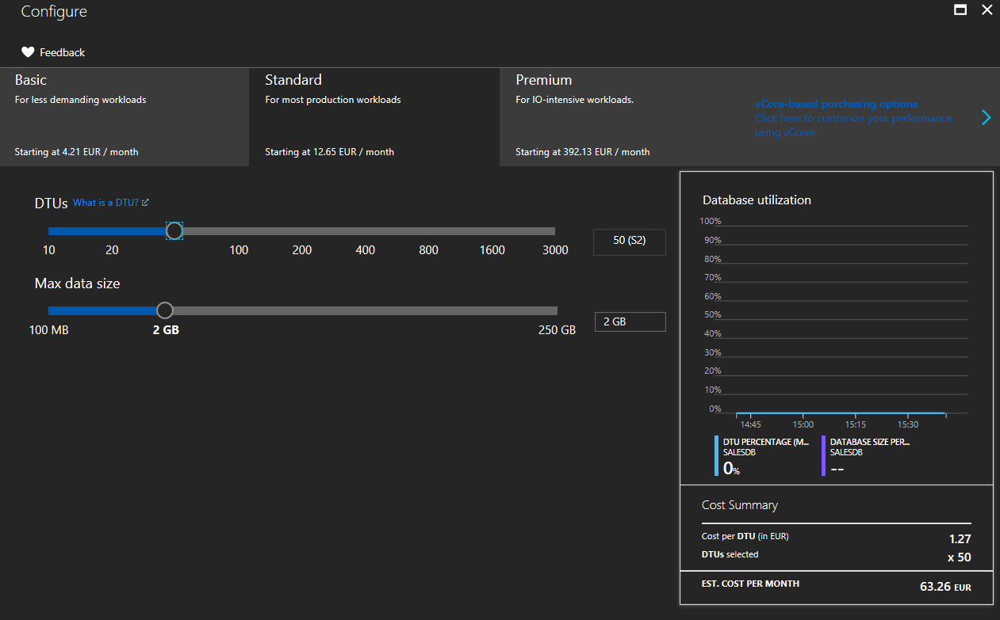 Configure
Feedback
Basic
For less demanding workloads
Starting at 4.21 EUR / month
Standard
For most production workloads
Starting at 12.65 EUR / month
Premium
For IO-intensive workloads.
Starting at 392.13 EUR / month
vCore-based purchasing options
Click here to customize your performance
using vCores
DTUs What is a DTU?
10 20 100 200 400 800 1600 3000
50 (S2)
Max data size
100 MB 2 GB 250 GB
2 GB
Database utilization
100%
90%
80%
70%
60%
50%
40%
30%
20%
10%
0%
14:45 15:00 15:15 15:30
DTU PERCENTAGE (M...
SALESDB
0%
DATABASE SIZE PER...
SALESDB
--
Cost Summary
Cost per DTU (in EUR) 1.27
DTUs selected x 50
EST. COST PER MONTH 63.26 EUR